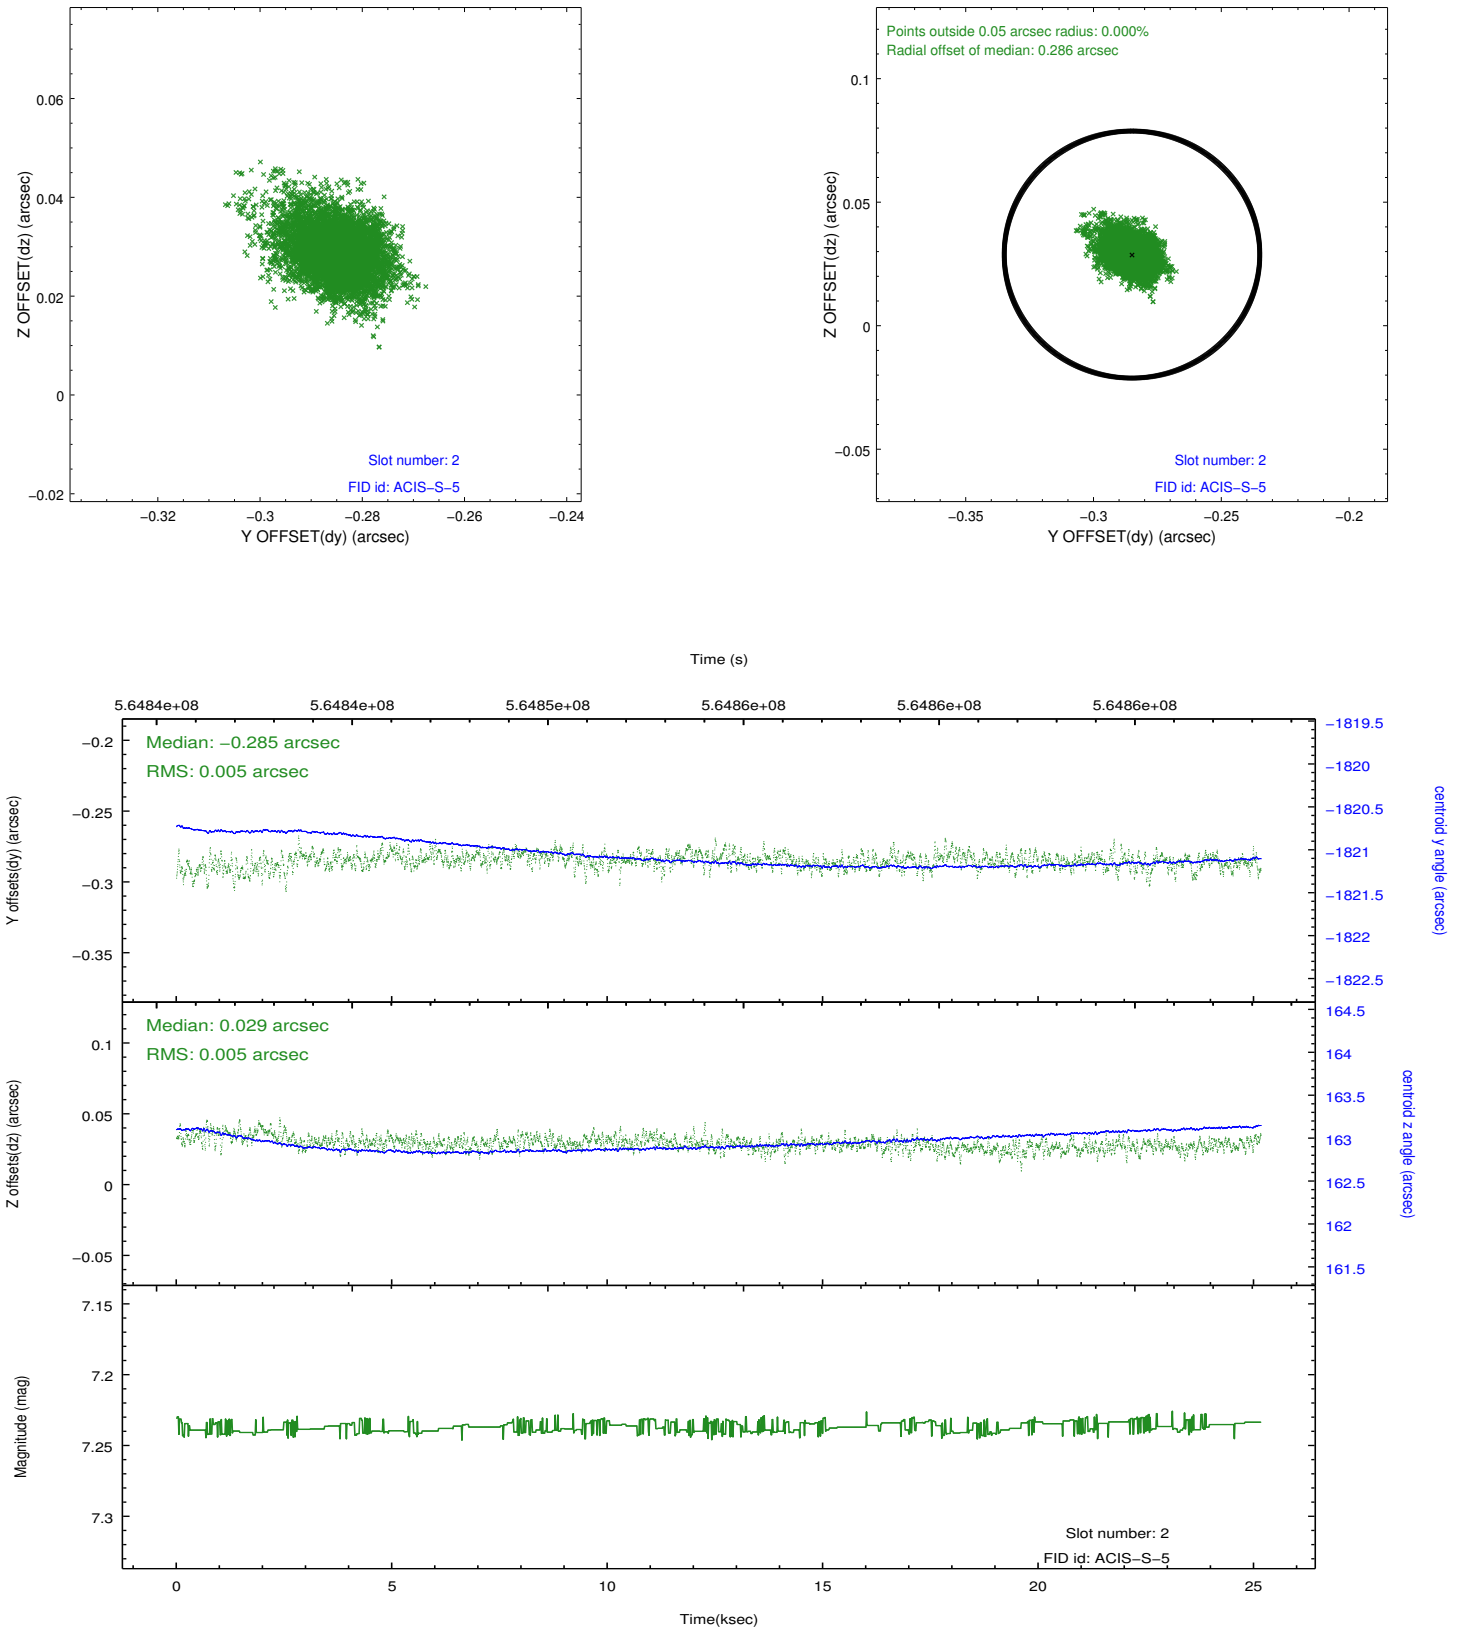 0.06
0.04
0.02
0
−0.02
Z OFFSET(dz) (arcsec)
Slot number: 2
FID id: ACIS−S−5
−0.32
−0.3
−0.28
−0.26
−0.24
Y OFFSET(dy) (arcsec)
Points outside 0.05 arcsec radius: 0.000%
Radial offset of median: 0.286 arcsec
0.1
0.05
0
−0.05
Z OFFSET(dz) (arcsec)
Slot number: 2
FID id: ACIS−S−5
−0.35
−0.3
−0.25
−0.2
Y OFFSET(dy) (arcsec)
Time (s)
5.6484e+08
5.6484e+08
5.6485e+08
5.6486e+08
5.6486e+08
5.6486e+08
Median: −0.285 arcsec
RMS: 0.005 arcsec
−0.2
−0.25
−0.3
−0.35
Y offsets(dy) (arcsec)
−1819.5
−1820
−1820.5
−1821
−1821.5
−1822
−1822.5
centroid y angle (arcsec)
Median: 0.029 arcsec
RMS: 0.005 arcsec
0.1
0.05
0
−0.05
Z offsets(dz) (arcsec)
164.5
164
163.5
163
162.5
162
161.5
centroid z angle (arcsec)
7.15
7.2
7.25
7.3
Magnitude (mag)
Slot number: 2
FID id: ACIS−S−5
0
5
10
15
20
25
Time(ksec)